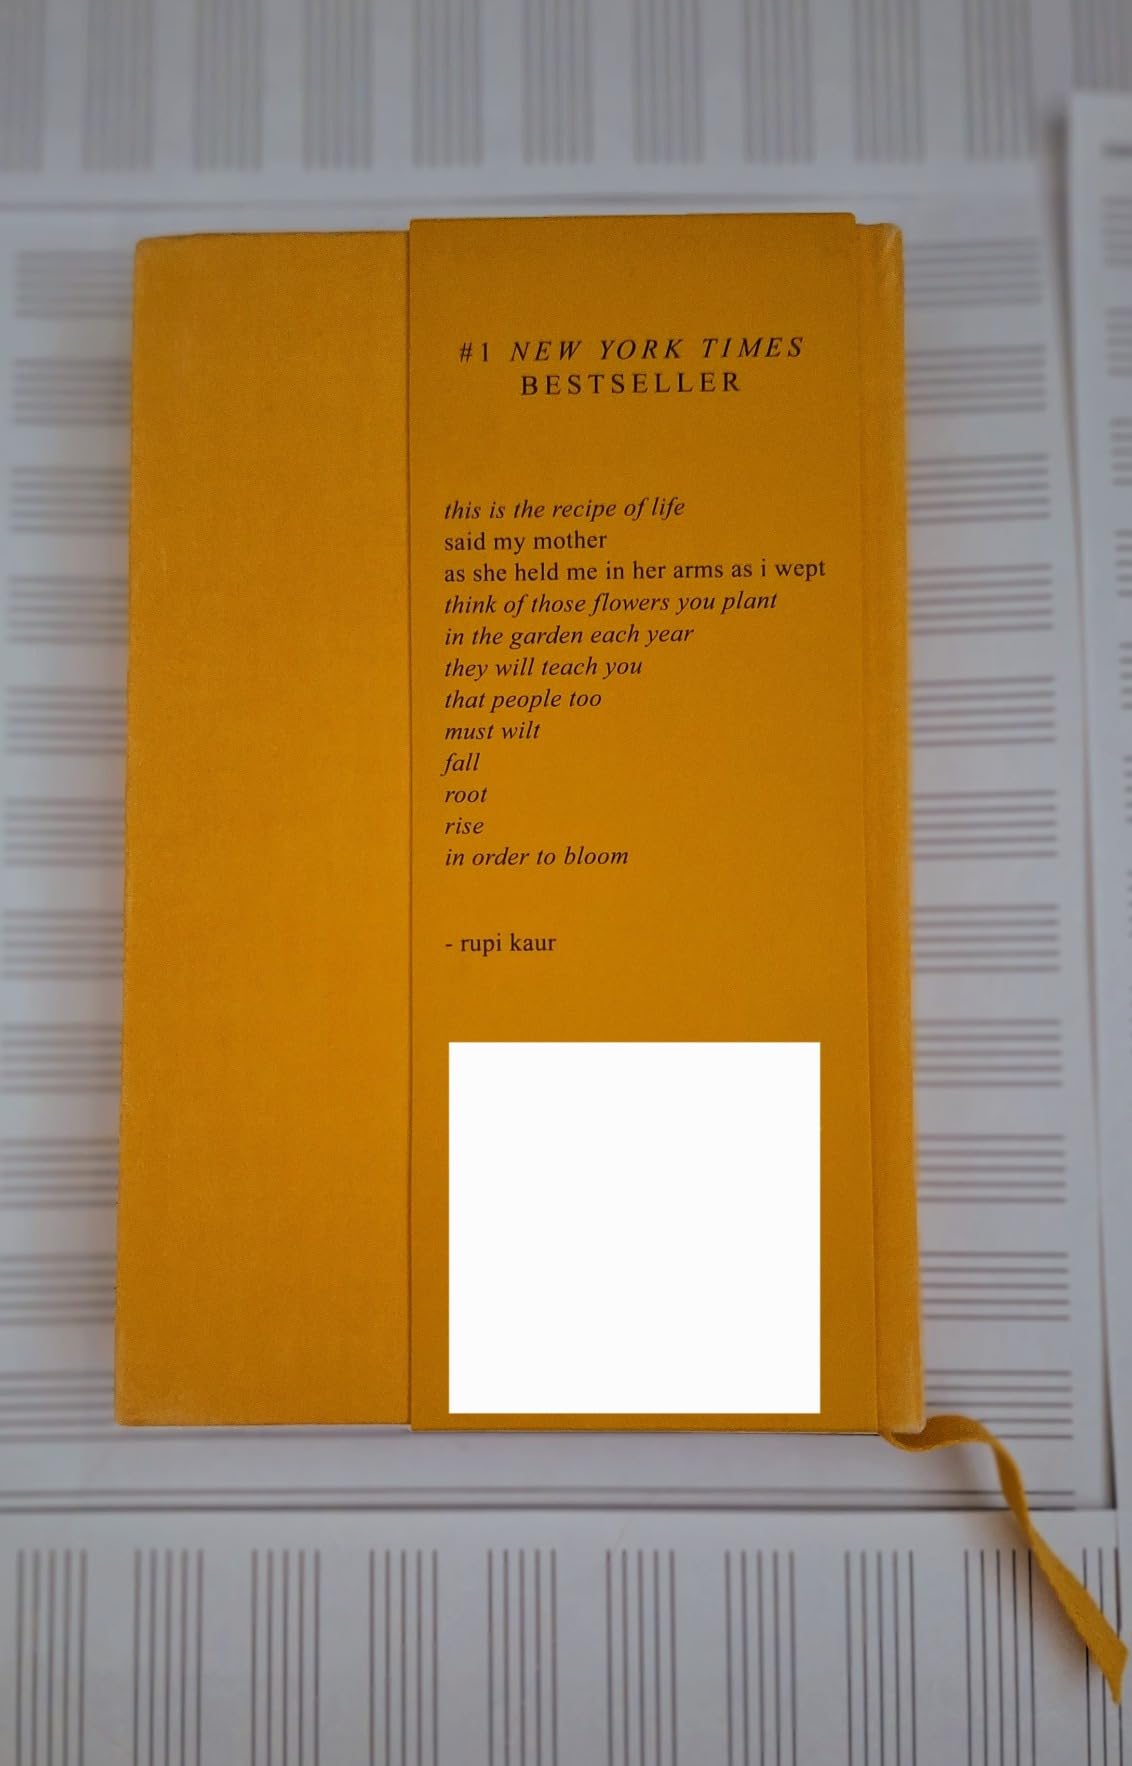 #1 NEW YORK TIMES
BESTSELLER
this is the recipe of life
said my mother
as she held me in her arms as i wept
think of those flowers you plant
in the garden each year
they will teach you
that people too
must wilt
fall
root
rise
in order to bloom
- rupi kaur